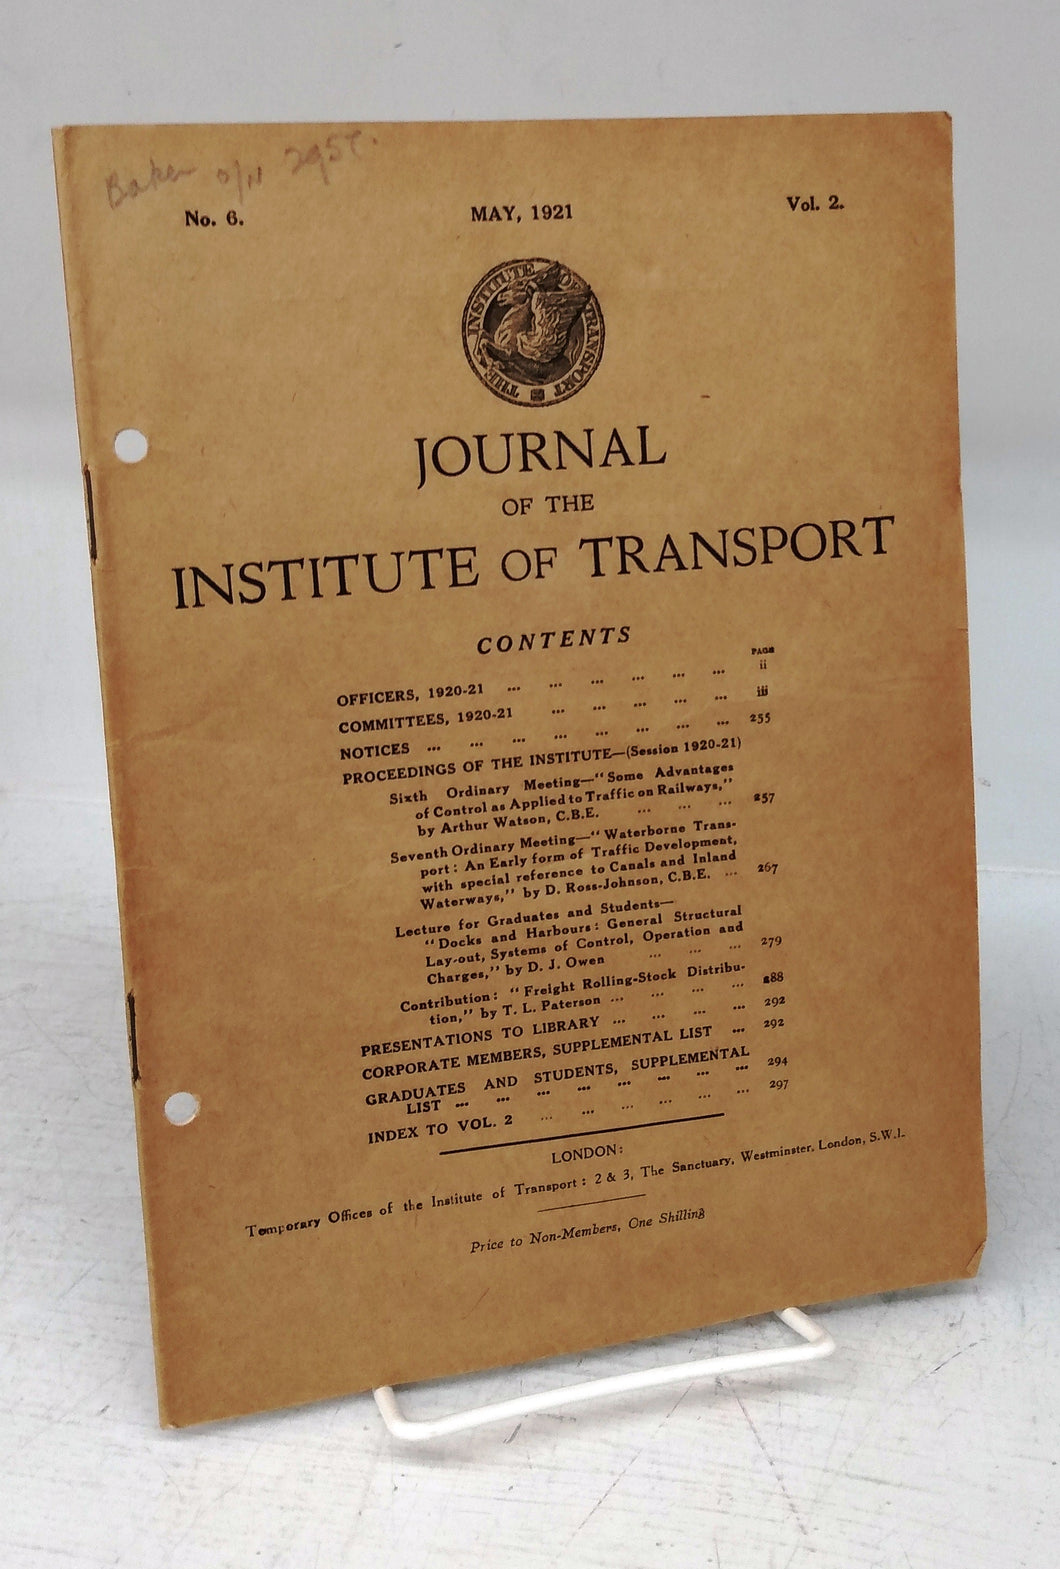 Baker
No. 6. MAY, 1921 Vol. 2.
THE INSTITUTE OF TRANSPORT
JOURNAL
OF THE
INSTITUTE OF TRANSPORT
CONTENTS
PAGE
OFFICERS, 1920-21 ... ... ... ... ... ... ii
COMMITTEES, 1920-21 ... ... ... ... ... iii
NOTICES ... ... ... ... ... ... ... ... 255
PROCEEDINGS OF THE INSTITUTE—(Session 1920-21)
Sixth Ordinary Meeting—"Some Advantages
of Control as Applied to Traffic on Railways,"
by Arthur Watson, C.B.E. ... ... ... 257
Seventh Ordinary Meeting—"Waterborne Trans-
port: An Early form of Traffic Development,
with special reference to Canals and Inland
Waterways," by D. Ross-Johnson, C.B.E. ... 267
Lecture for Graduates and Students—
"Docks and Harbours: General Structural
Lay-out, Systems of Control, Operation and
Charges," by D. J. Owen ... ... ... 279
Contribution: "Freight Rolling-Stock Distribu-
tion," by T. L. Paterson ... ... ... ... 288
PRESENTATIONS TO LIBRARY ... ... ... ... 292
CORPORATE MEMBERS, SUPPLEMENTAL LIST ... 292
GRADUATES AND STUDENTS, SUPPLEMENTAL
LIST ... ... ... ... ... ... ... ... 294
INDEX TO VOL. 2 ... ... ... ... ... ... 297
LONDON:
Temporary Offices of the Institute of Transport: 2 & 3, The Sanctuary, Westminster, London, S.W.1.
Price to Non-Members, One Shilling